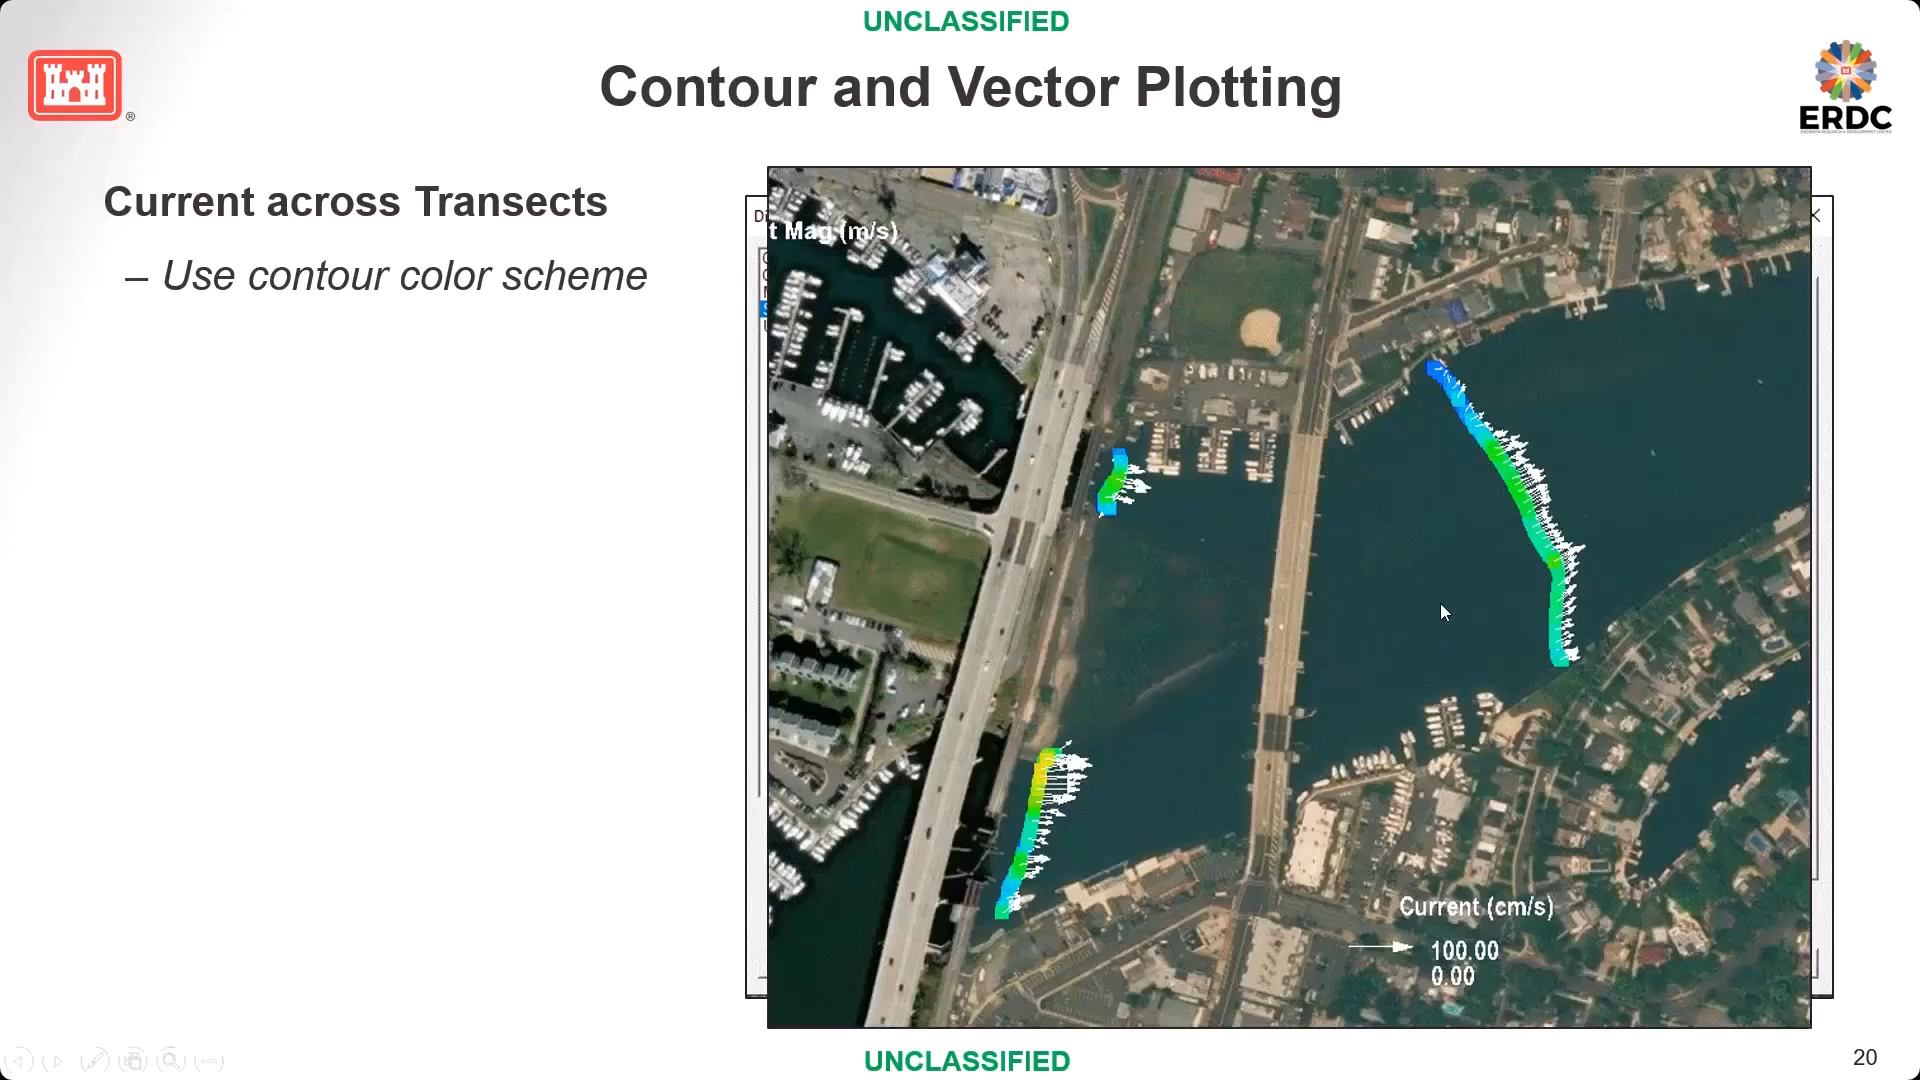 UNCLASSIFIED
Contour and Vector Plotting
®
ERDC
Current across Transects
– Use contour color scheme
Di
t Mag (m/s)
Current (cm/s)
100.00
0.00
UNCLASSIFIED
20